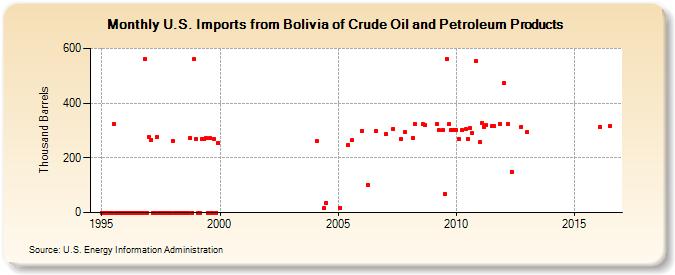 Monthly U.S. Imports from Bolivia of Crude Oil and Petroleum Products
Thousand Barrels
600
400
200
0
1995 2000 2005 2010 2015
Source: U.S. Energy Information Administration